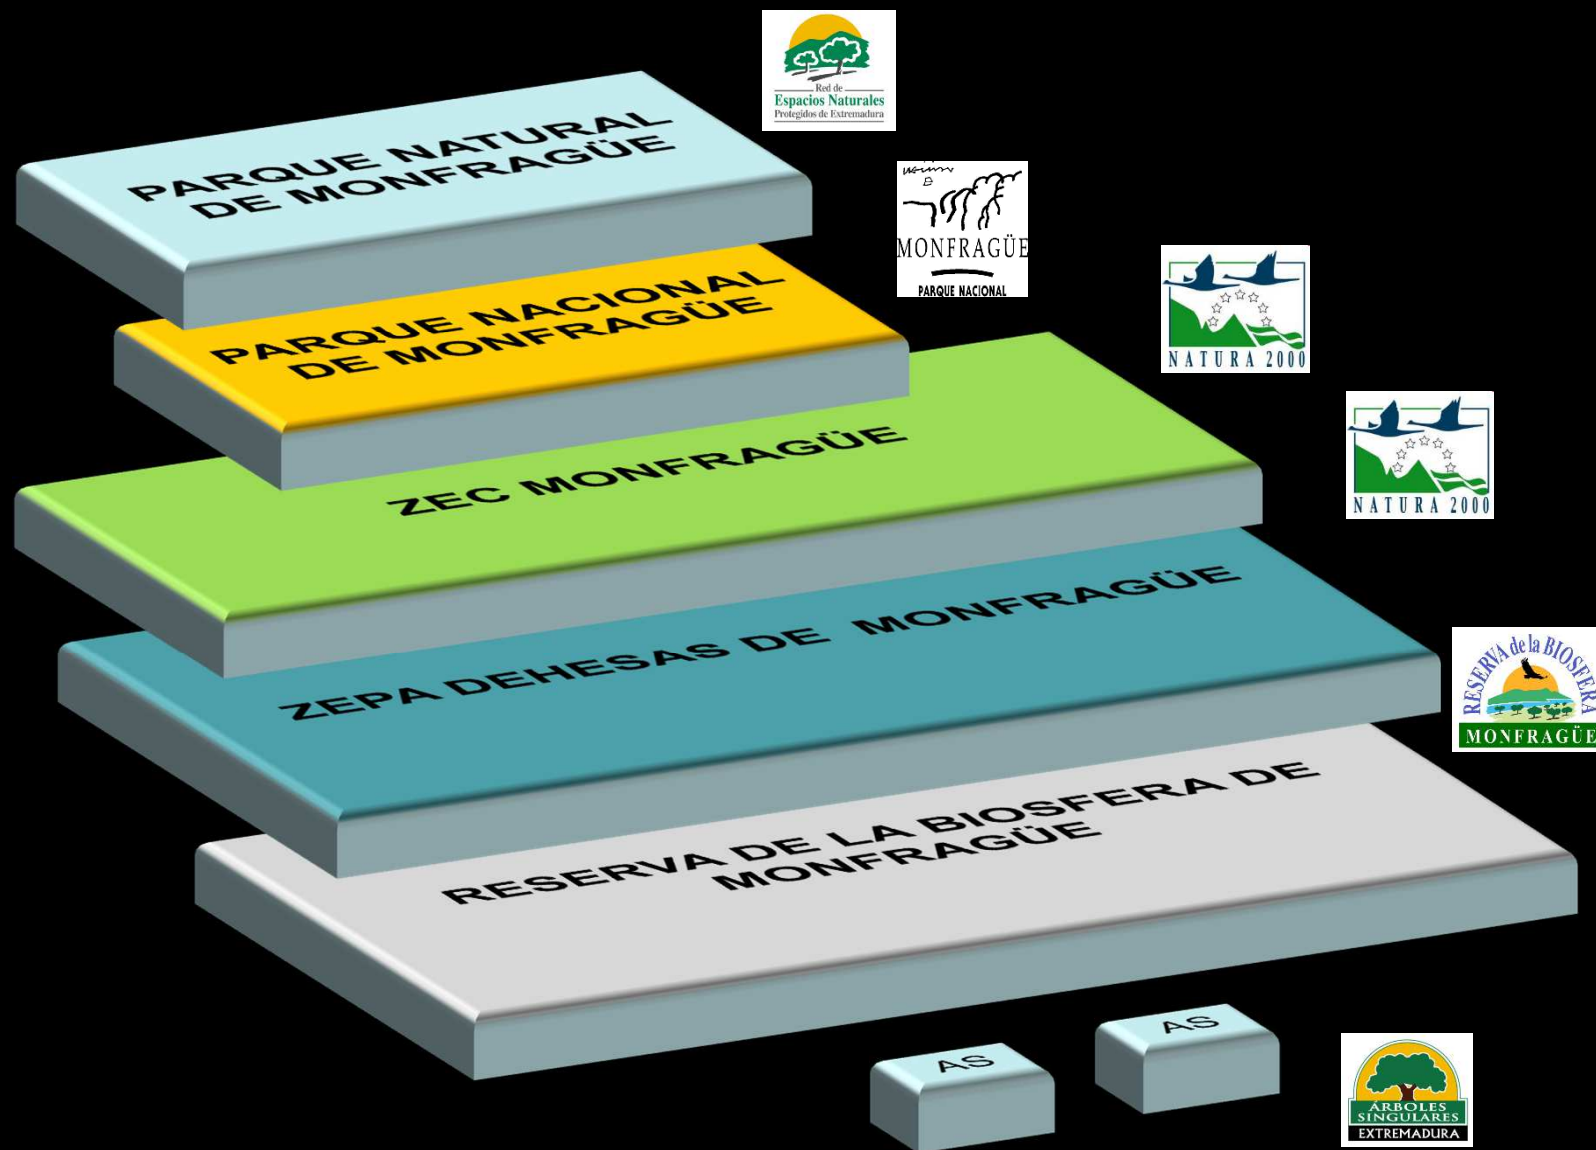 Red de
Espacios Naturales
Protegidos de Extremadura
PARQUE NATURAL
DE MONFRAGÜE
MONFRAGÜE
PARQUE NACIONAL
PARQUE NACIONAL
DE MONFRAGÜE
NATURA 2000
ZEC MONFRAGÜE
NATURA 2000
ZEPA DEHESAS DE MONFRAGÜE
RESERVA de la BIOSFERA
MONFRAGÜE
RESERVA DE LA BIOSFERA DE
MONFRAGÜE
AS
AS
ÁRBOLES
SINGULARES
EXTREMADURA